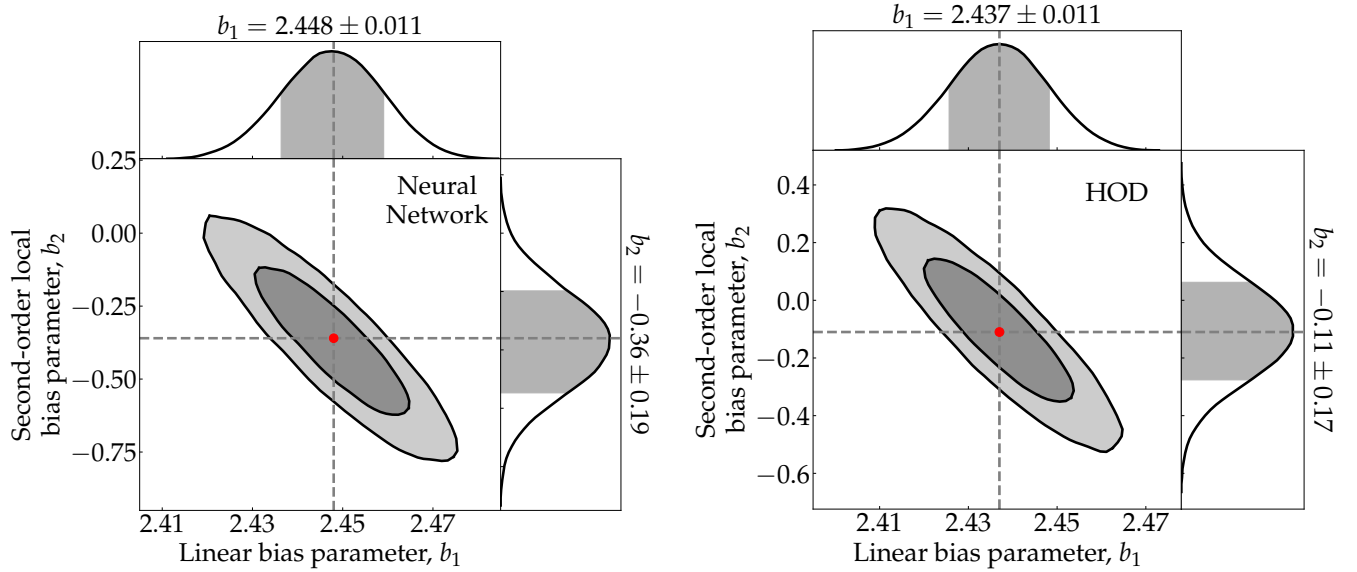 b₁ = 2.448 ± 0.011
0.25
0.00
−0.25
−0.50
−0.75
Second-order local
bias parameter, b₂
Neural
Network
b₂ = −0.36 ± 0.19
2.41 2.43 2.45 2.47
Linear bias parameter, b₁
b₁ = 2.437 ± 0.011
0.4
0.2
0.0
−0.2
−0.4
−0.6
Second-order local
bias parameter, b₂
HOD
b₂ = −0.11 ± 0.17
2.41 2.43 2.45 2.47
Linear bias parameter, b₁